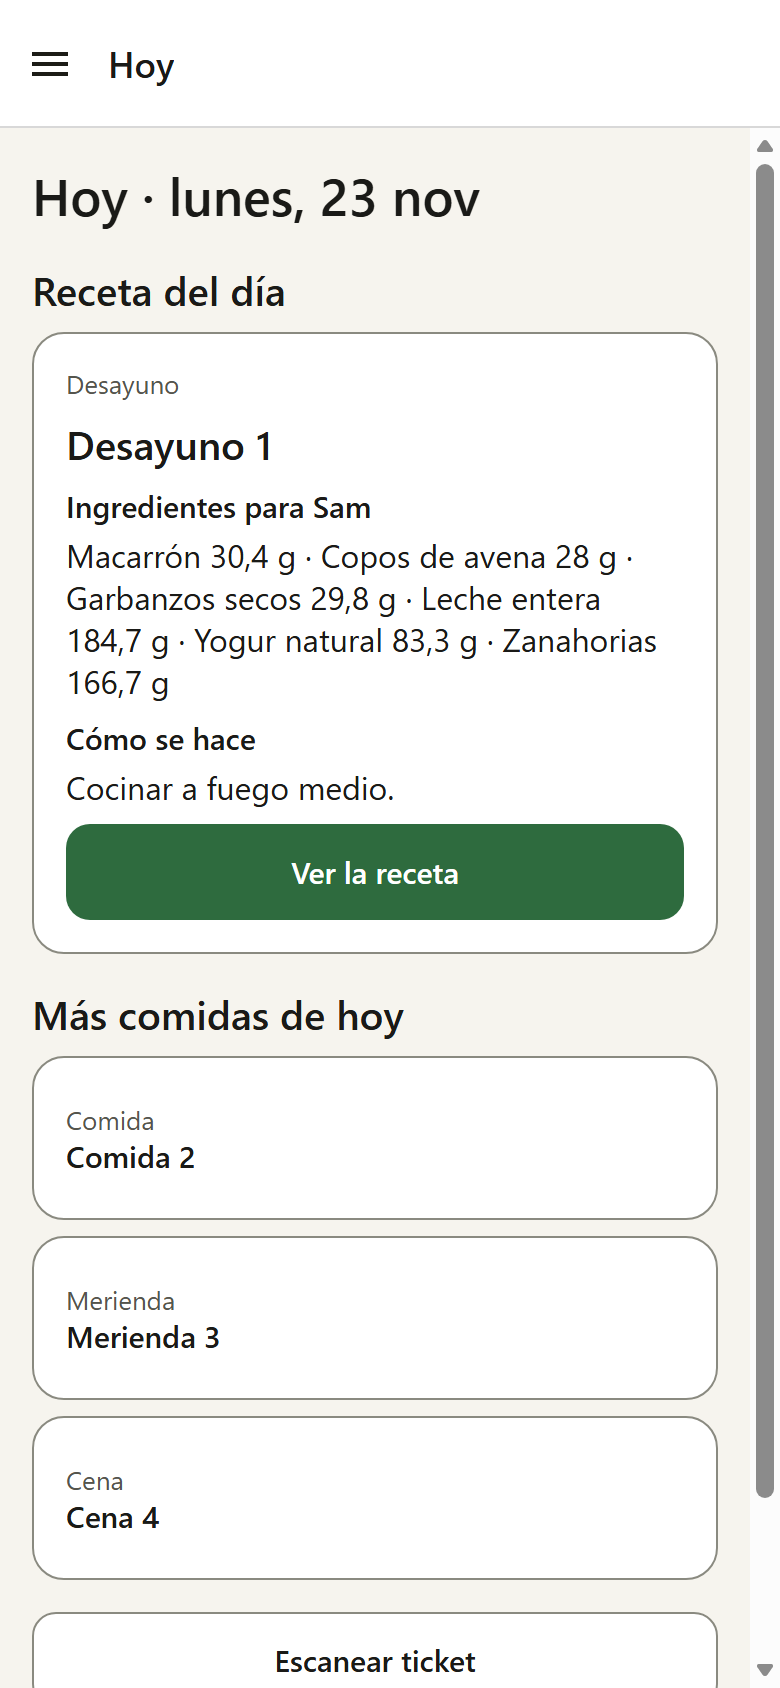 Hoy
Hoy · lunes, 23 nov
Receta del día
Desayuno
Desayuno 1
Ingredientes para Sam
Macarrón 30,4 g · Copos de avena 28 g ·
Garbanzos secos 29,8 g · Leche entera
184,7 g · Yogur natural 83,3 g · Zanahorias
166,7 g
Cómo se hace
Cocinar a fuego medio.
Ver la receta
Más comidas de hoy
Comida
Comida 2
Merienda
Merienda 3
Cena
Cena 4
Escanear ticket